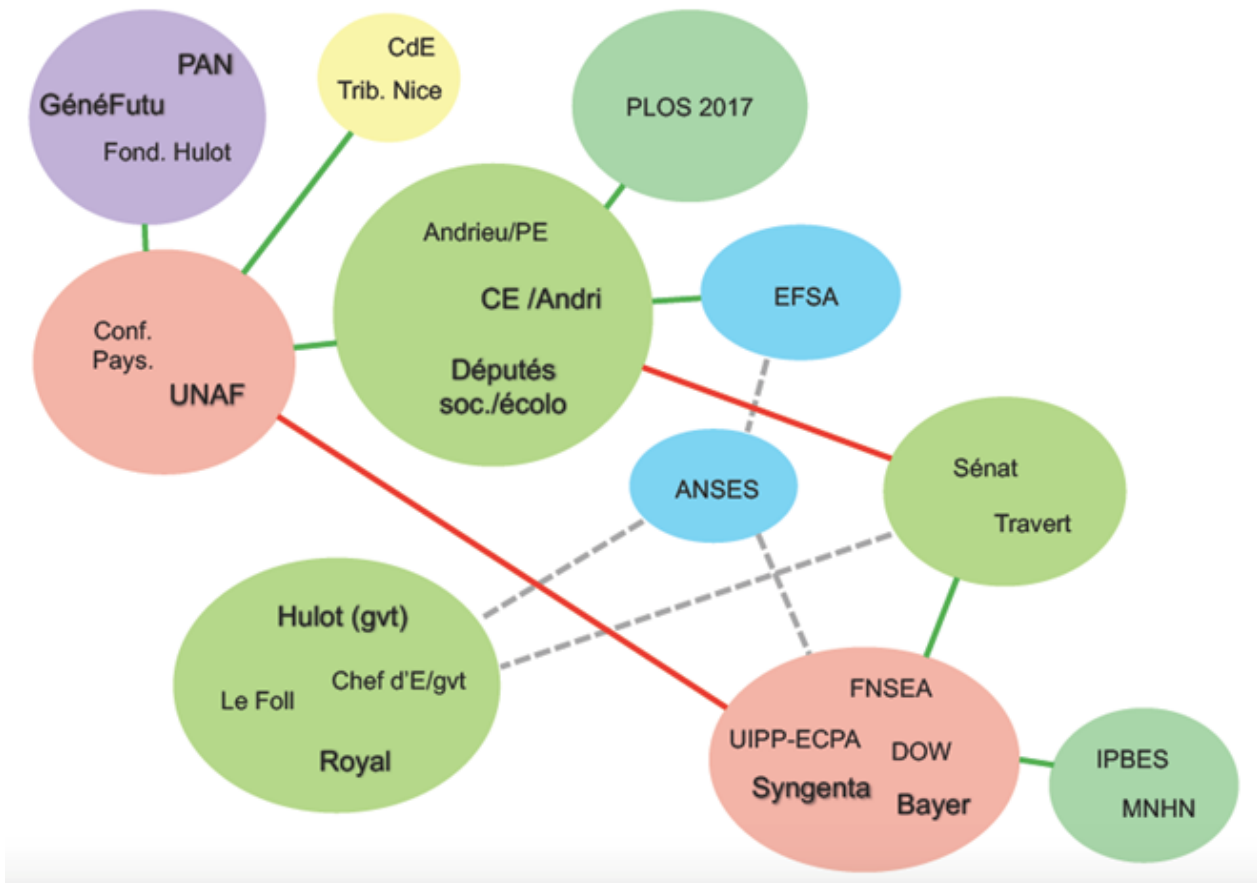 PAN
GénéFutu
Fond. Hulot
CdE
Trib. Nice
PLOS 2017
Andrieu/PE
CE /Andri
Députés
soc./écolo
EFSA
Conf.
Pays.
UNAF
ANSES
Sénat
Travert
Hulot (gvt)
Chef d'E/gvt
Le Foll
Royal
FNSEA
UIPP-ECPA
DOW
Syngenta
Bayer
IPBES
MNHN